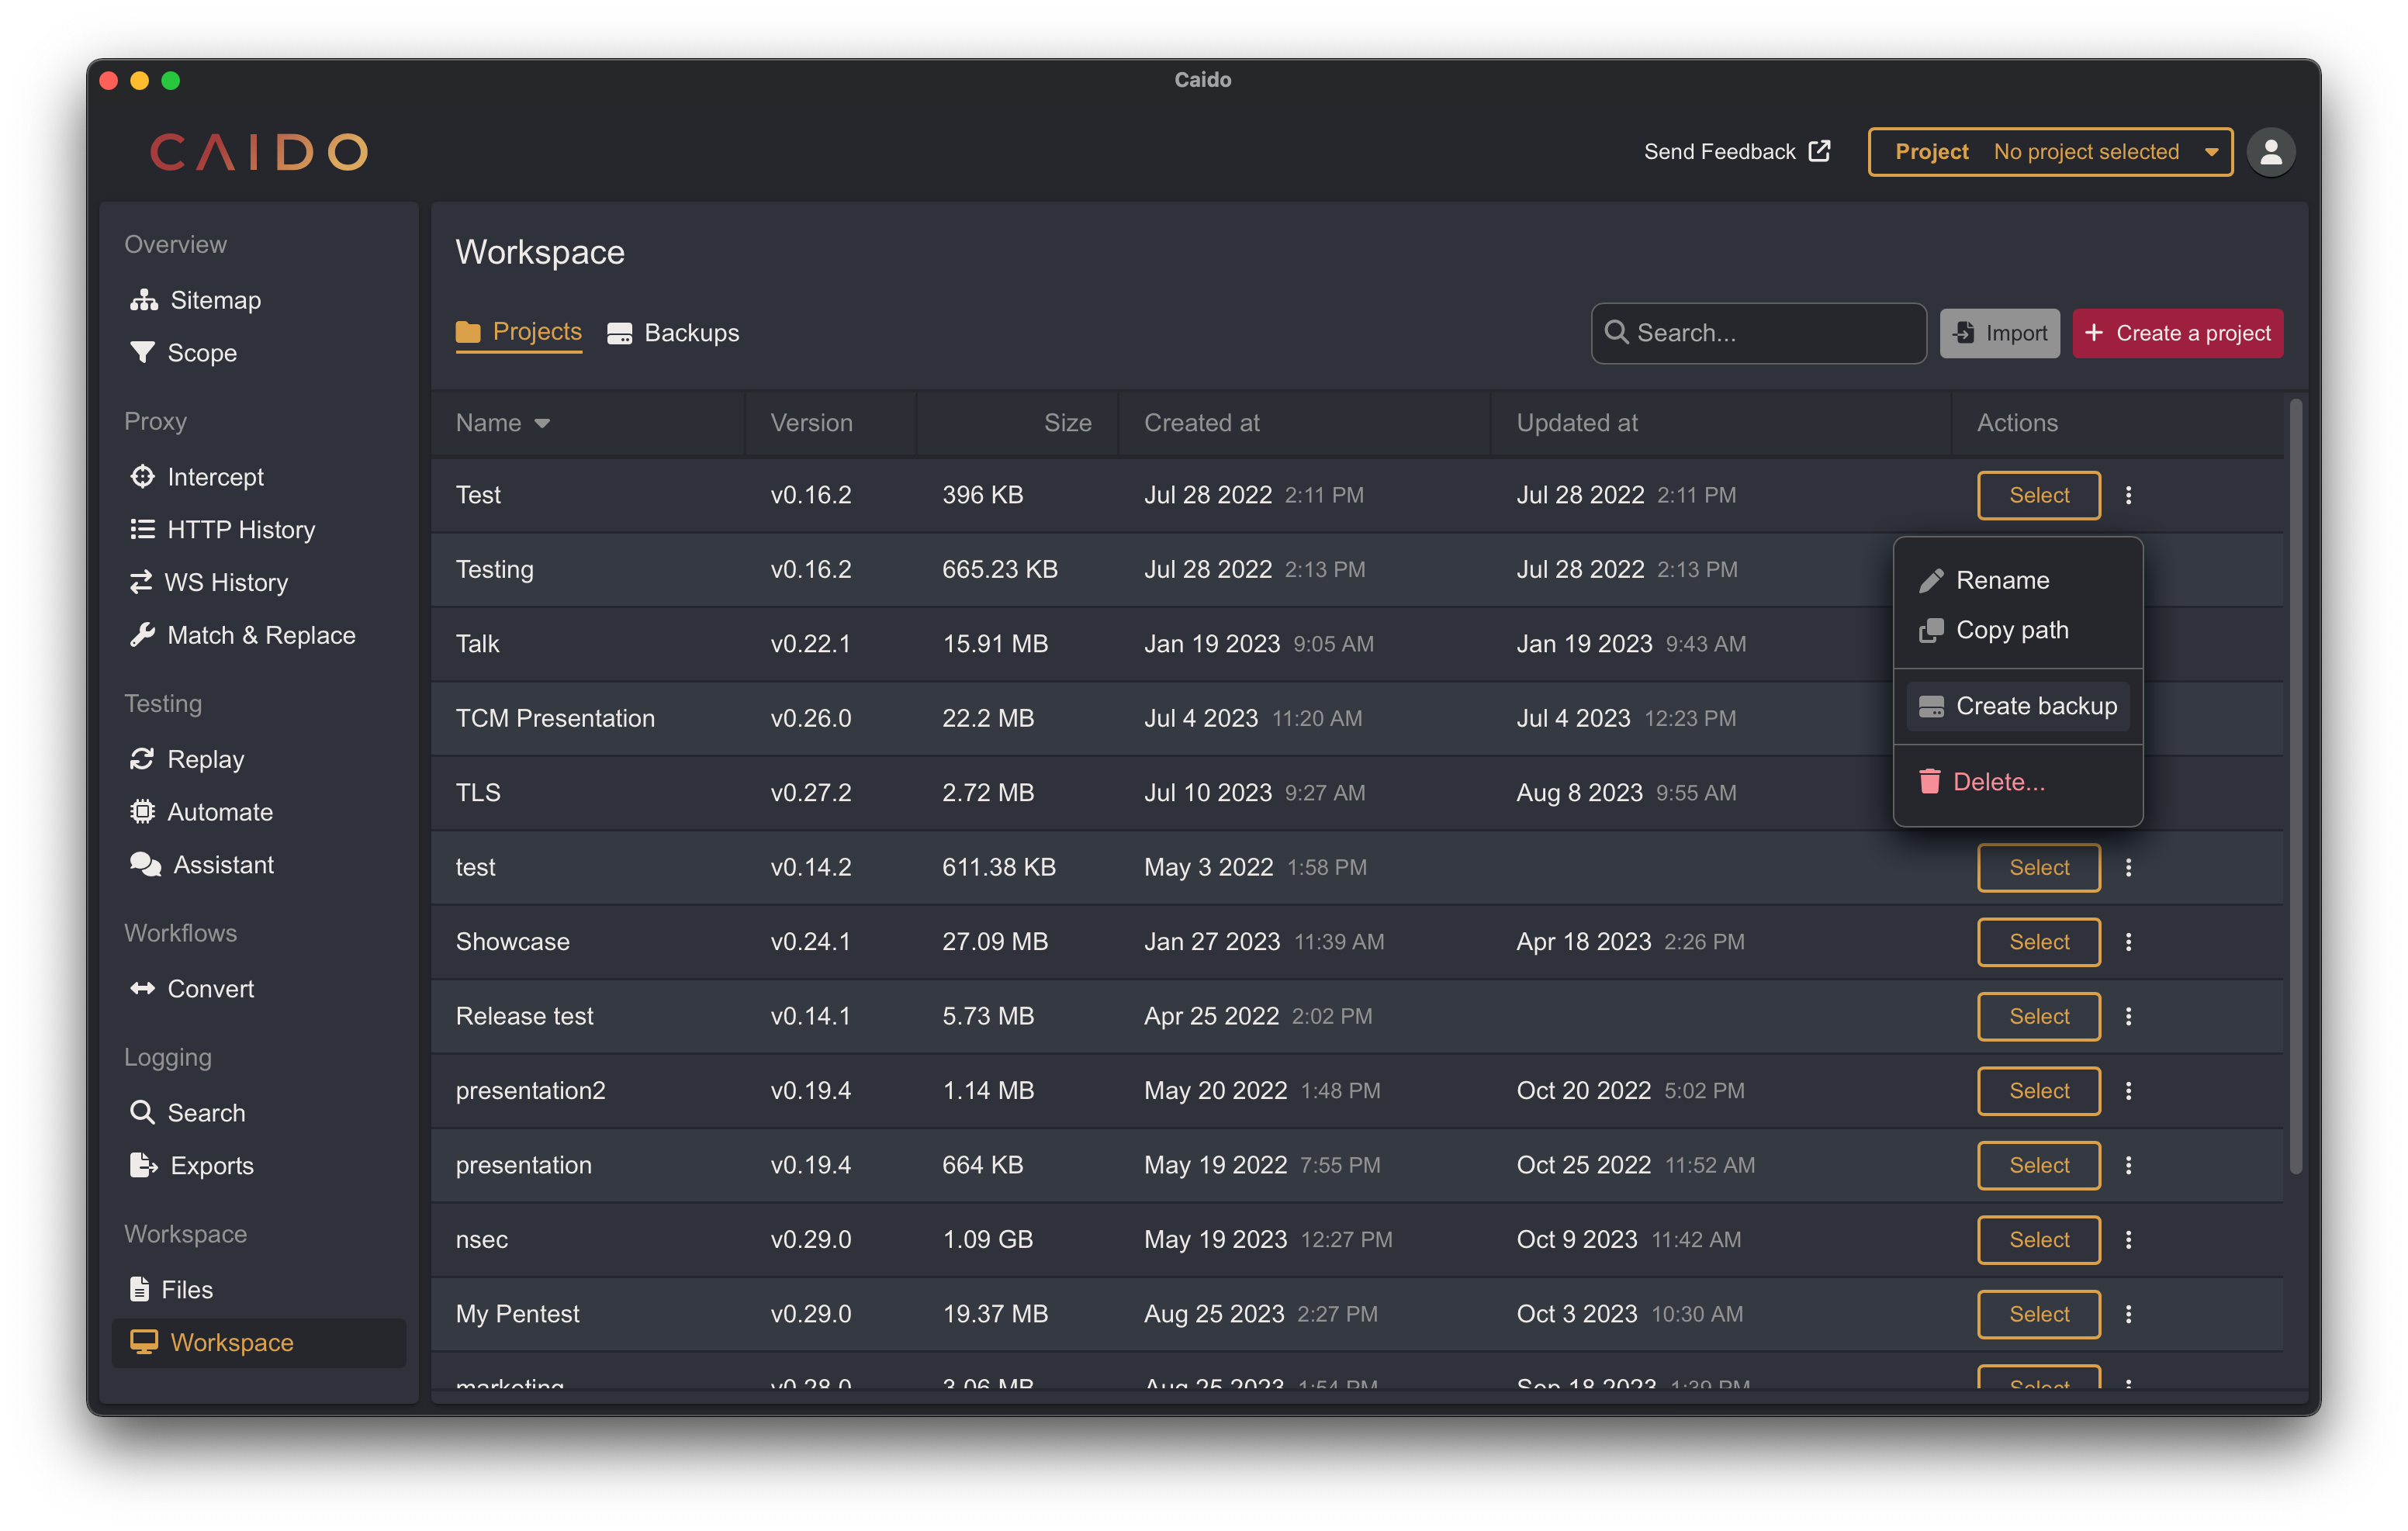 Caido
CAIDO
Send Feedback
Project No project selected
Overview
Sitemap
Scope
Proxy
Intercept
HTTP History
WS History
Match & Replace
Testing
Replay
Automate
Assistant
Workflows
Convert
Logging
Search
Exports
Workspace
Files
Workspace
Workspace
Projects Backups
Search... Import + Create a project
Name Version Size Created at Updated at Actions
Test v0.16.2 396 KB Jul 28 2022 2:11 PM Jul 28 2022 2:11 PM Select
Testing v0.16.2 665.23 KB Jul 28 2022 2:13 PM Jul 28 2022 2:13 PM
Talk v0.22.1 15.91 MB Jan 19 2023 9:05 AM Jan 19 2023 9:43 AM
TCM Presentation v0.26.0 22.2 MB Jul 4 2023 11:20 AM Jul 4 2023 12:23 PM
TLS v0.27.2 2.72 MB Jul 10 2023 9:27 AM Aug 8 2023 9:55 AM
test v0.14.2 611.38 KB May 3 2022 1:58 PM Select
Showcase v0.24.1 27.09 MB Jan 27 2023 11:39 AM Apr 18 2023 2:26 PM Select
Release test v0.14.1 5.73 MB Apr 25 2022 2:02 PM Select
presentation2 v0.19.4 1.14 MB May 20 2022 1:48 PM Oct 20 2022 5:02 PM Select
presentation v0.19.4 664 KB May 19 2022 7:55 PM Oct 25 2022 11:52 AM Select
nsec v0.29.0 1.09 GB May 19 2023 12:27 PM Oct 9 2023 11:42 AM Select
My Pentest v0.29.0 19.37 MB Aug 25 2023 2:27 PM Oct 3 2023 10:30 AM Select
marketing v0.28.0 3.06 MB Aug 25 2023 1:54 PM Sep 18 2023 1:39 PM Select
Rename
Copy path
Create backup
Delete...